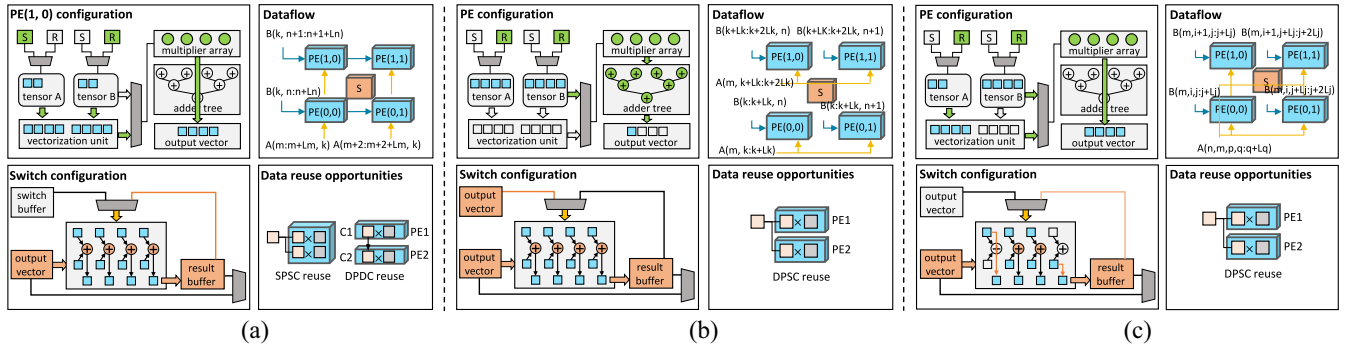 PE(1, 0) configuration
S
R
S
R
tensor A
tensor B
vectorization unit
multiplier array
adder tree
output vector
Dataflow
B(k, n+1:n+1+Ln)
PE(1,0)
PE(1,1)
S
B(k, n:n+Ln)
PE(0,0)
PE(0,1)
A(m:m+Lm, k)
A(m+2:m+2+Lm, k)
Switch configuration
switch
buffer
output
vector
result
buffer
Data reuse opportunities
C1
PE1
C2
PE2
SPSC reuse
DPDC reuse
(a)
PE configuration
S
R
S
R
tensor A
tensor B
vectorization unit
multiplier array
adder tree
output vector
Dataflow
B(k+Lk:k+2Lk, n)
B(k+LK:k+2Lk, n+1)
PE(1,0)
PE(1,1)
A(m, k+Lk:k+2Lk)
S
B(k:k+Lk, n)
B(k:k+Lk, n+1)
PE(0,0)
PE(0,1)
A(m, k:k+Lk)
Switch configuration
output
vector
output
vector
result
buffer
Data reuse opportunities
PE1
PE2
DPSC reuse
(b)
PE configuration
S
R
S
R
tensor A
tensor B
vectorization unit
multiplier array
adder tree
output vector
Dataflow
B(m,i+1,j:j+Lj)
B(m,i+1,j+Lj:j+2Lj)
PE(1,0)
PE(1,1)
S
B(m,i,j:j+Lj)
B(m,i,j+Lj:j+2Lj)
PE(0,0)
PE(0,1)
A(n,m,p,q:q+Lq)
Switch configuration
output
vector
output
vector
result
buffer
Data reuse opportunities
PE1
PE2
DPSC reuse
(c)